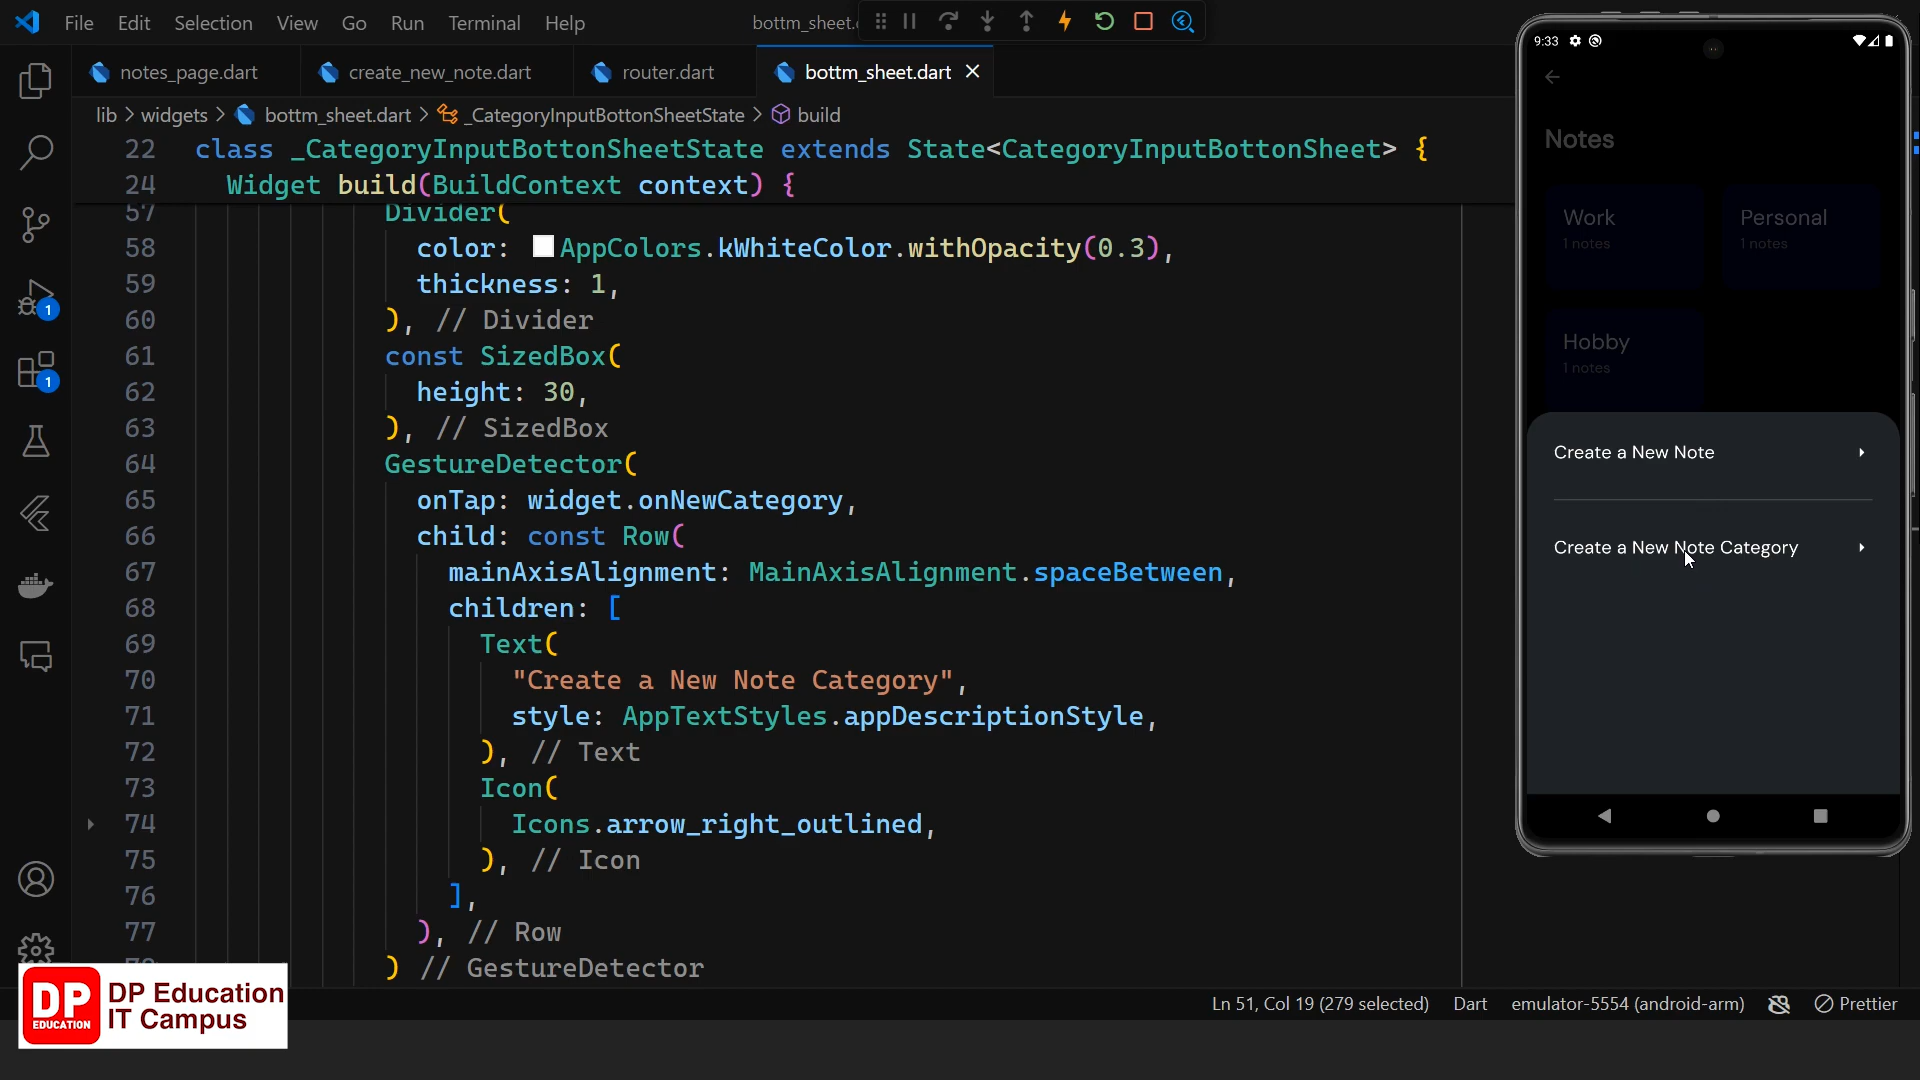 File Edit Selection View Go Run Terminal Help bottm_sheet.
notes_page.dart create_new_note.dart router.dart bottm_sheet.dart
lib > widgets > bottm_sheet.dart > _CategoryInputBottonSheetState > build
22 class _CategoryInputBottonSheetState extends State<CategoryInputBottonSheet> {
24 Widget build(BuildContext context) {
57 Divider(
58 color: AppColors.kWhiteColor.withOpacity(0.3),
59 thickness: 1,
60 ), // Divider
61 const SizedBox(
62 height: 30,
63 ), // SizedBox
64 GestureDetector(
65 onTap: widget.onNewCategory,
66 child: const Row(
67 mainAxisAlignment: MainAxisAlignment.spaceBetween,
68 children: [
69 Text(
70 "Create a New Note Category",
71 style: AppTextStyles.appDescriptionStyle,
72 ), // Text
73 Icon(
74 Icons.arrow_right_outlined,
75 ), // Icon
76 ],
77 ), // Row
) // GestureDetector
1
1
Ln 51, Col 19 (279 selected) Dart emulator-5554 (android-arm) Prettier
DP EDUCATION
DP Education
IT Campus
9:33
Notes
Work Personal
1 notes 1 notes
Hobby
1 notes
Create a New Note
Create a New Note Category